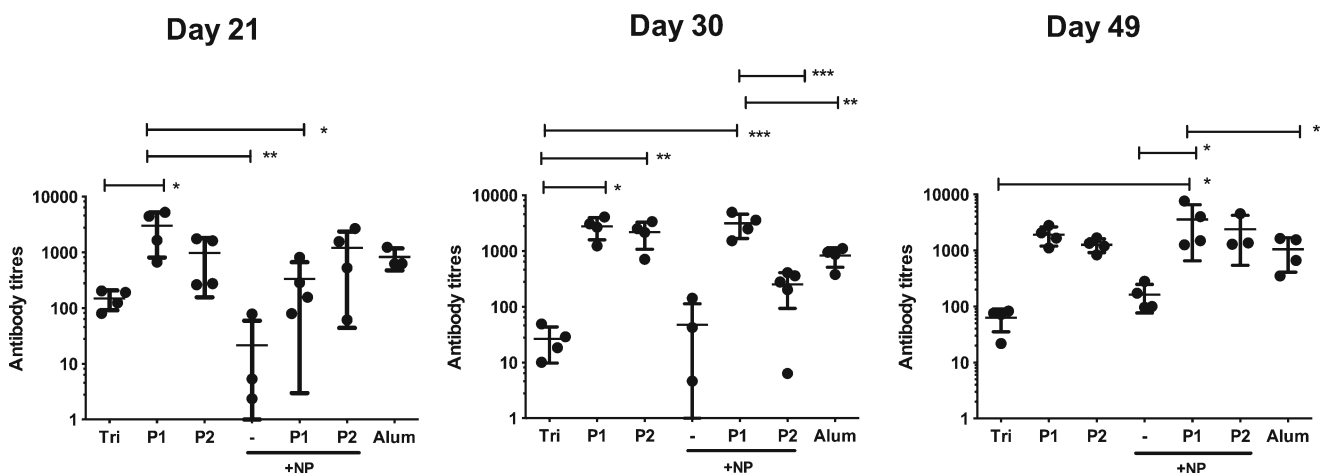 Day 21
Day 30
Day 49
***
**
*
***
*
**
**
*
*
*
*
10000
1000
100
10
1
Antibody titres
Tri P1 P2 - P1 P2 Alum
+NP
10000
1000
100
10
1
Antibody titres
Tri P1 P2 - P1 P2 Alum
+NP
10000
1000
100
10
1
Antibody titres
Tri P1 P2 - P1 P2 Alum
+NP